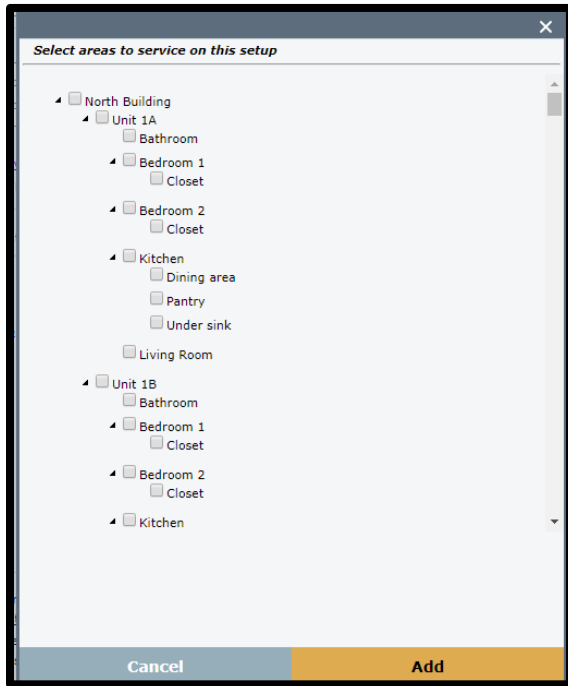 Select areas to service on this setup
North Building
Unit 1A
Bathroom
Bedroom 1
Closet
Bedroom 2
Closet
Kitchen
Dining area
Pantry
Under sink
Living Room
Unit 1B
Bathroom
Bedroom 1
Closet
Bedroom 2
Closet
Kitchen
Cancel
Add